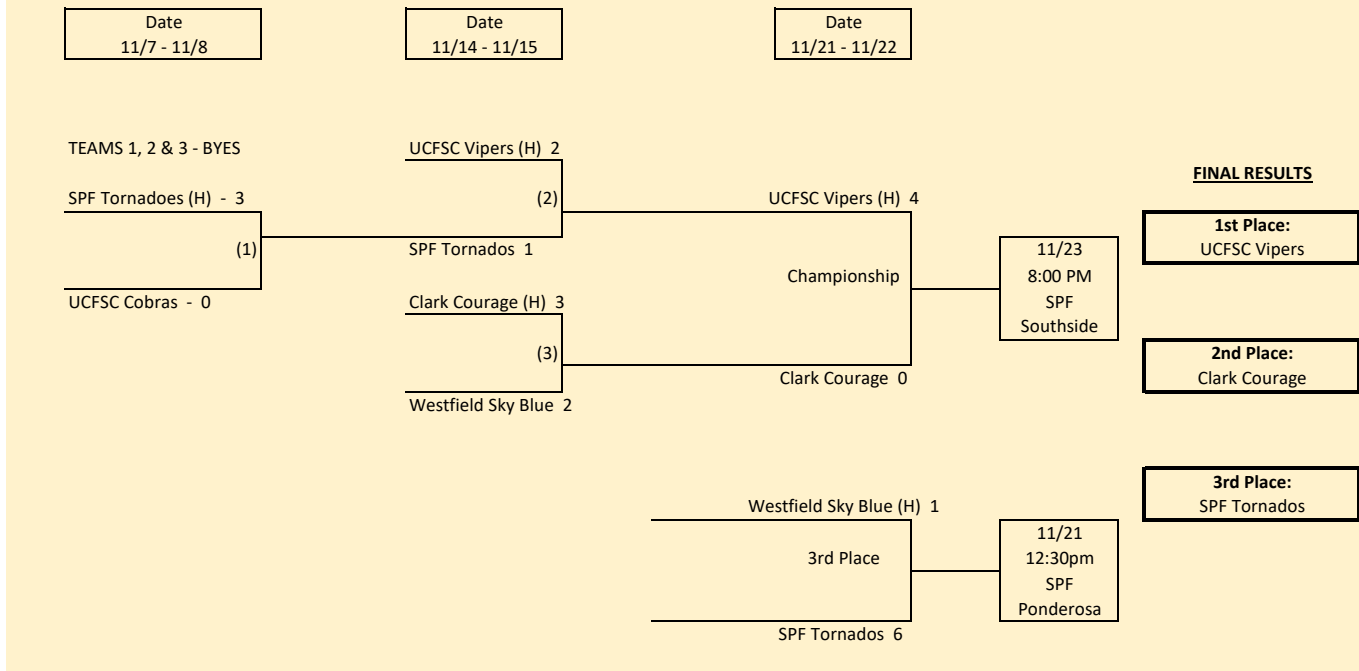 Date
11/7 - 11/8
Date
11/14 - 11/15
Date
11/21 - 11/22
TEAMS 1, 2 & 3 - BYES
SPF Tornadoes (H)  -  3
(1)
UCFSC Cobras  -  0
UCFSC Vipers (H)  2
(2)
SPF Tornados  1
Clark Courage (H)  3
(3)
Westfield Sky Blue  2
UCFSC Vipers (H)  4
Championship
Clark Courage  0
11/23
8:00 PM
SPF
Southside
Westfield Sky Blue (H)  1
3rd Place
SPF Tornados  6
11/21
12:30pm
SPF
Ponderosa
FINAL RESULTS
1st Place:
UCFSC Vipers
2nd Place:
Clark Courage
3rd Place:
SPF Tornados